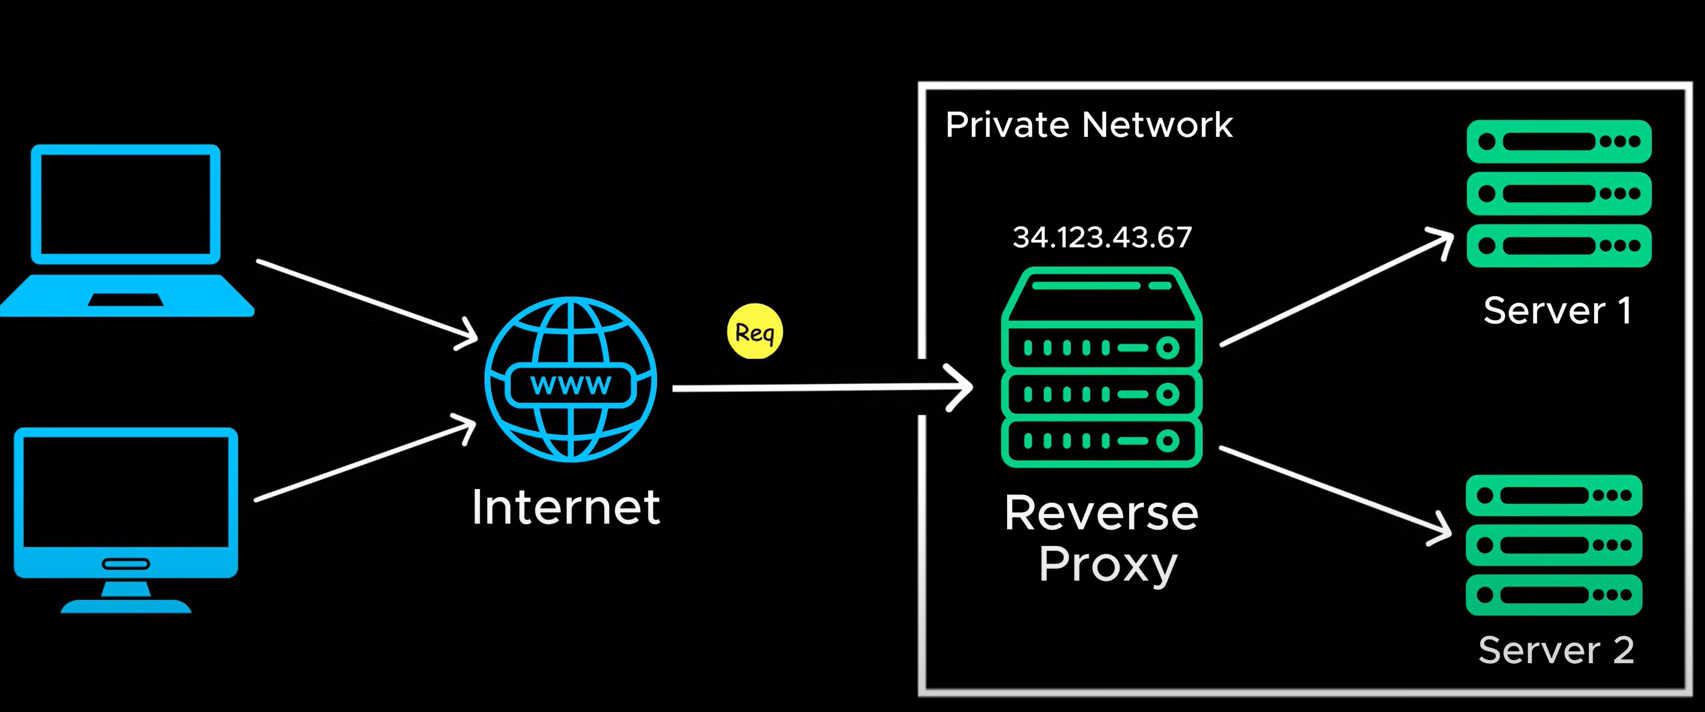 Private Network
34.123.43.67
Server 1
Req
www
Internet
Reverse
Proxy
Server 2